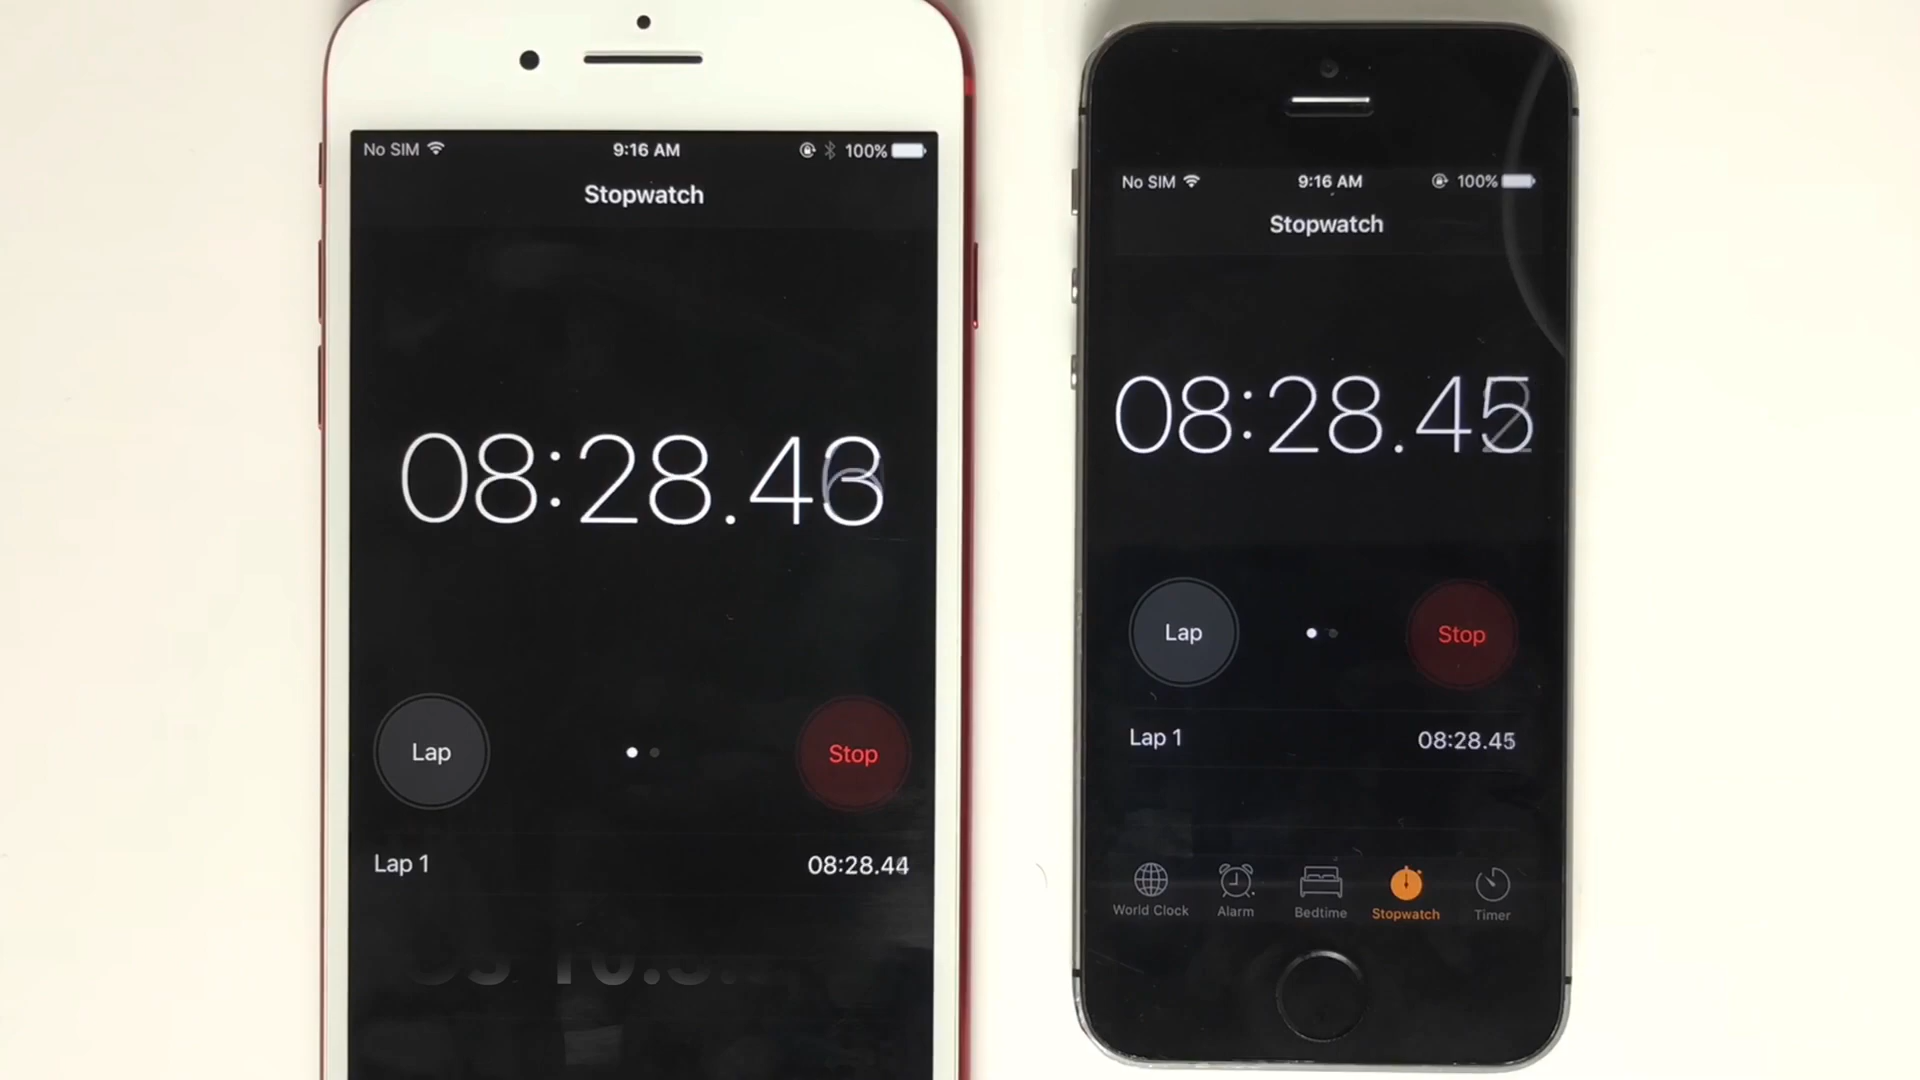 No SIM 9:16 AM 100%
Stopwatch
08:28.43
Lap Stop
Lap 1 08:28.44
No SIM 9:16 AM 100%
Stopwatch
08:28.45
Lap Stop
Lap 1 08:28.45
World Clock Alarm Bedtime Stopwatch Timer